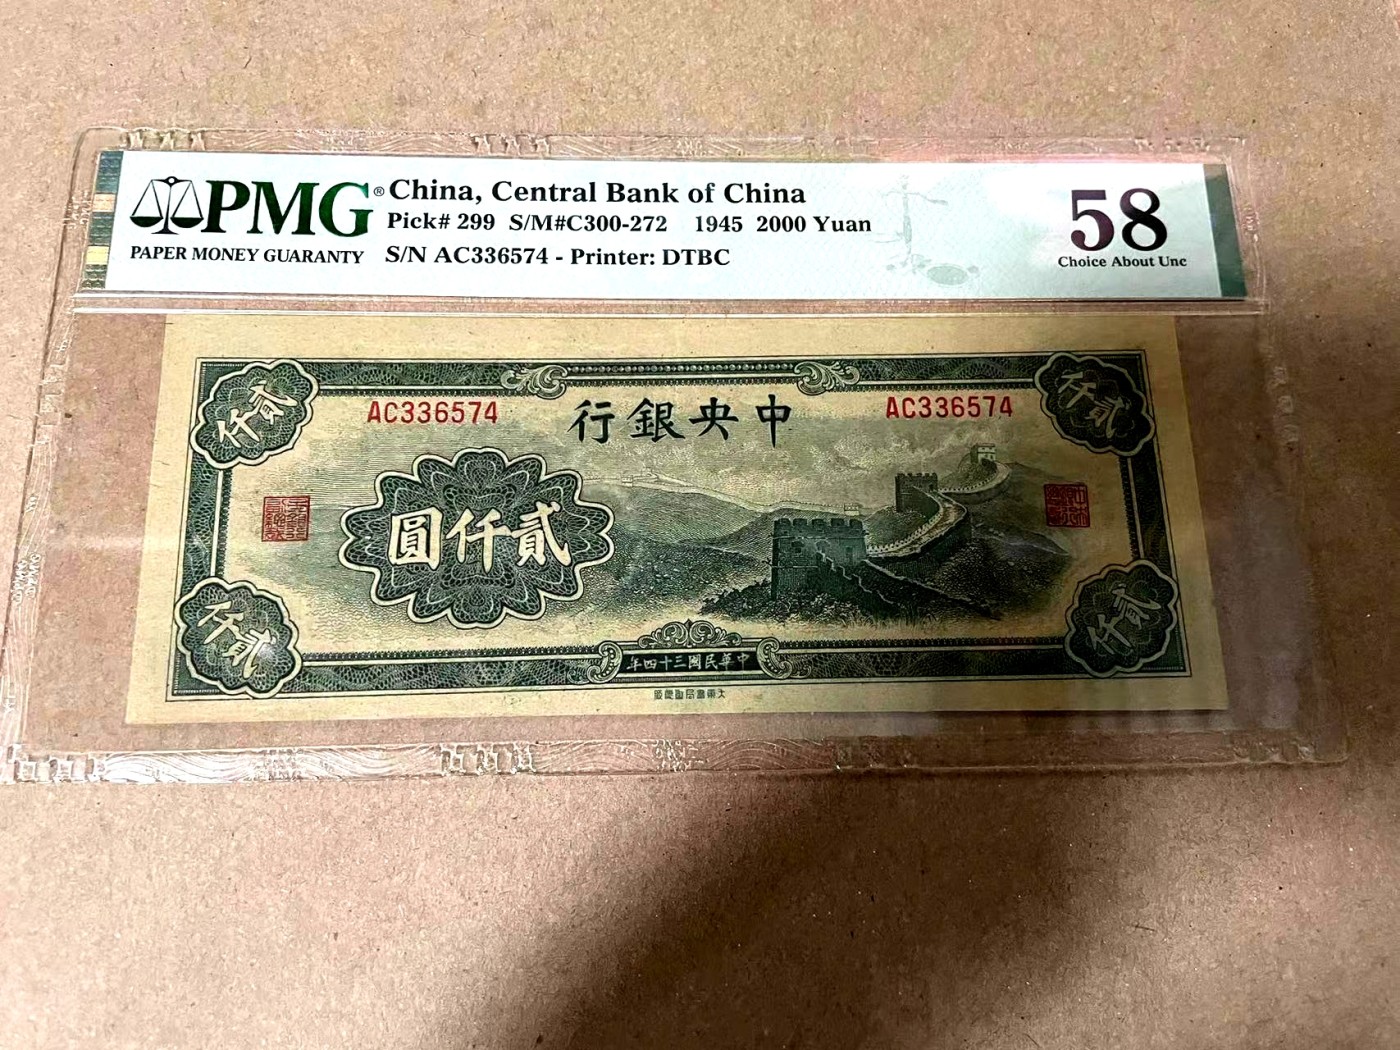 PMG® China, Central Bank of China
Pick# 299 S/M#C300-272 1945 2000 Yuan
PAPER MONEY GUARANTY S/N AC336574 - Printer: DTBC
58
Choice About Unc
仟貳
仟貳
AC336574
行銀央中
AC336574
圓仟貳
仟貳
仟貳
年四十三國民華中